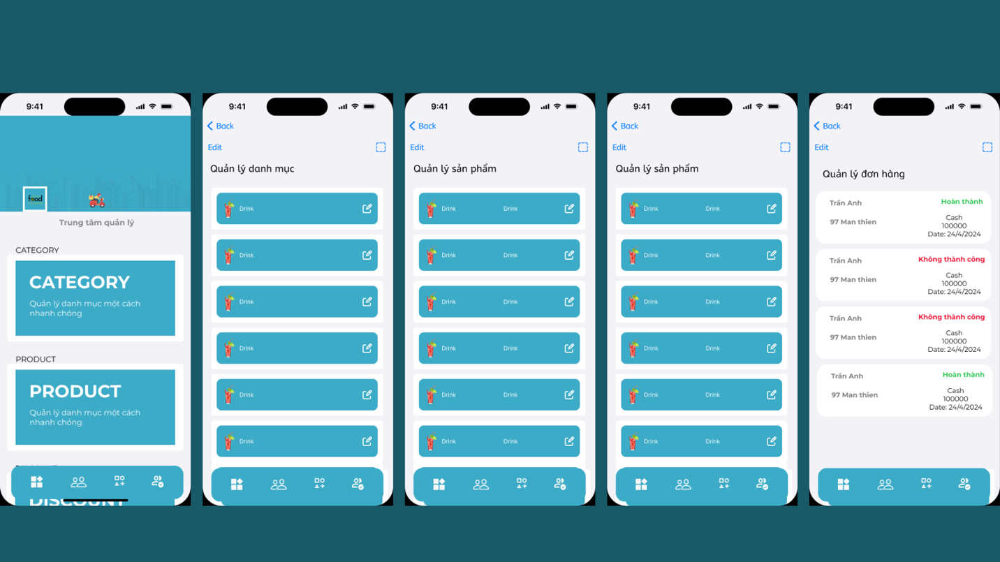 9:41
food
Trung tâm quản lý
CATEGORY
CATEGORY
Quản lý danh mục một cách
nhanh chóng
PRODUCT
PRODUCT
Quản lý danh mục một cách
nhanh chóng
DISCOUNT
9:41
Back
Edit
Quản lý danh mục
Drink
Drink
Drink
Drink
Drink
Drink
9:41
Back
Edit
Quản lý sản phẩm
Drink Drink
Drink Drink
Drink Drink
Drink Drink
Drink Drink
Drink Drink
9:41
Back
Edit
Quản lý sản phẩm
Drink Drink
Drink Drink
Drink Drink
Drink Drink
Drink Drink
Drink Drink
9:41
Back
Edit
Quản lý đơn hàng
Trấn Anh Hoàn thành
97 Man thien Cash
100000
Date: 24/4/2024
Trấn Anh Không thành công
97 Man thien Cash
100000
Date: 24/4/2024
Trấn Anh Không thành công
97 Man thien Cash
100000
Date: 24/4/2024
Trấn Anh Hoàn thành
97 Man thien Cash
100000
Date: 24/4/2024